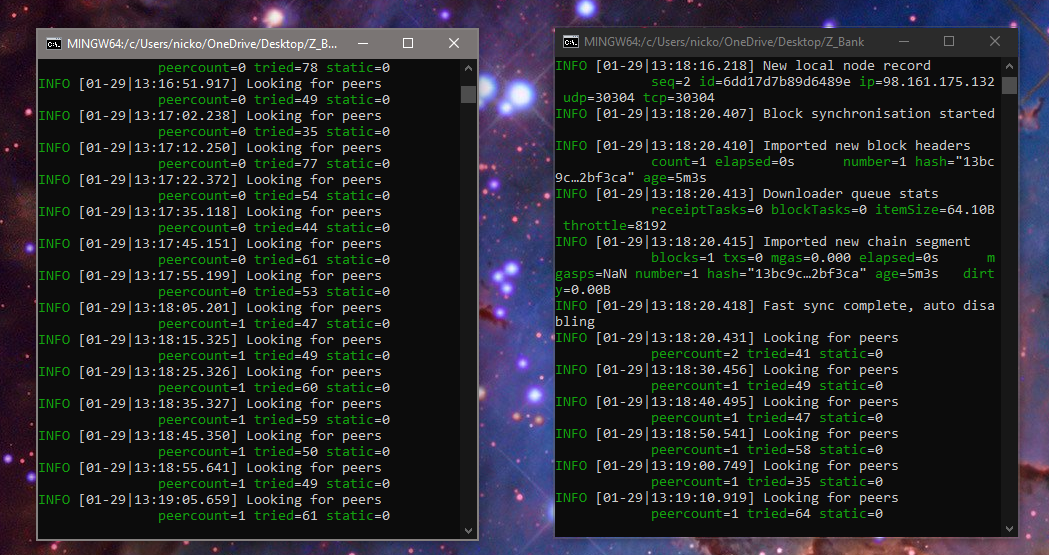 MINGW64:/c/Users/nicko/OneDrive/Desktop/Z_B...
peercount=0 tried=78 static=0
INFO [01-29|13:16:51.917] Looking for peers
peercount=0 tried=49 static=0
INFO [01-29|13:17:02.238] Looking for peers
peercount=0 tried=35 static=0
INFO [01-29|13:17:12.250] Looking for peers
peercount=0 tried=77 static=0
INFO [01-29|13:17:22.372] Looking for peers
peercount=0 tried=54 static=0
INFO [01-29|13:17:35.118] Looking for peers
peercount=0 tried=44 static=0
INFO [01-29|13:17:45.151] Looking for peers
peercount=0 tried=61 static=0
INFO [01-29|13:17:55.199] Looking for peers
peercount=0 tried=53 static=0
INFO [01-29|13:18:05.201] Looking for peers
peercount=1 tried=47 static=0
INFO [01-29|13:18:15.325] Looking for peers
peercount=1 tried=49 static=0
INFO [01-29|13:18:25.326] Looking for peers
peercount=1 tried=60 static=0
INFO [01-29|13:18:35.327] Looking for peers
peercount=1 tried=59 static=0
INFO [01-29|13:18:45.350] Looking for peers
peercount=1 tried=50 static=0
INFO [01-29|13:18:55.641] Looking for peers
peercount=1 tried=49 static=0
INFO [01-29|13:19:05.659] Looking for peers
peercount=1 tried=61 static=0
MINGW64:/c/Users/nicko/OneDrive/Desktop/Z_Bank
INFO [01-29|13:18:16.218] New local node record
seq=2 id=6dd17d7b89d6489e ip=98.161.175.132
udp=30304 tcp=30304
INFO [01-29|13:18:20.407] Block synchronisation started
INFO [01-29|13:18:20.410] Imported new block headers
count=1 elapsed=0s number=1 hash="13bc
9c…2bf3ca" age=5m3s
INFO [01-29|13:18:20.413] Downloader queue stats
receiptTasks=0 blockTasks=0 itemSize=64.10B
throttle=8192
INFO [01-29|13:18:20.415] Imported new chain segment
blocks=1 txs=0 mgas=0.000 elapsed=0s m
gasps=NaN number=1 hash="13bc9c…2bf3ca" age=5m3s dirt
y=0.00B
INFO [01-29|13:18:20.418] Fast sync complete, auto disa
bling
INFO [01-29|13:18:20.431] Looking for peers
peercount=2 tried=41 static=0
INFO [01-29|13:18:30.456] Looking for peers
peercount=1 tried=49 static=0
INFO [01-29|13:18:40.495] Looking for peers
peercount=1 tried=47 static=0
INFO [01-29|13:18:50.541] Looking for peers
peercount=1 tried=58 static=0
INFO [01-29|13:19:00.749] Looking for peers
peercount=1 tried=35 static=0
INFO [01-29|13:19:10.919] Looking for peers
peercount=1 tried=64 static=0